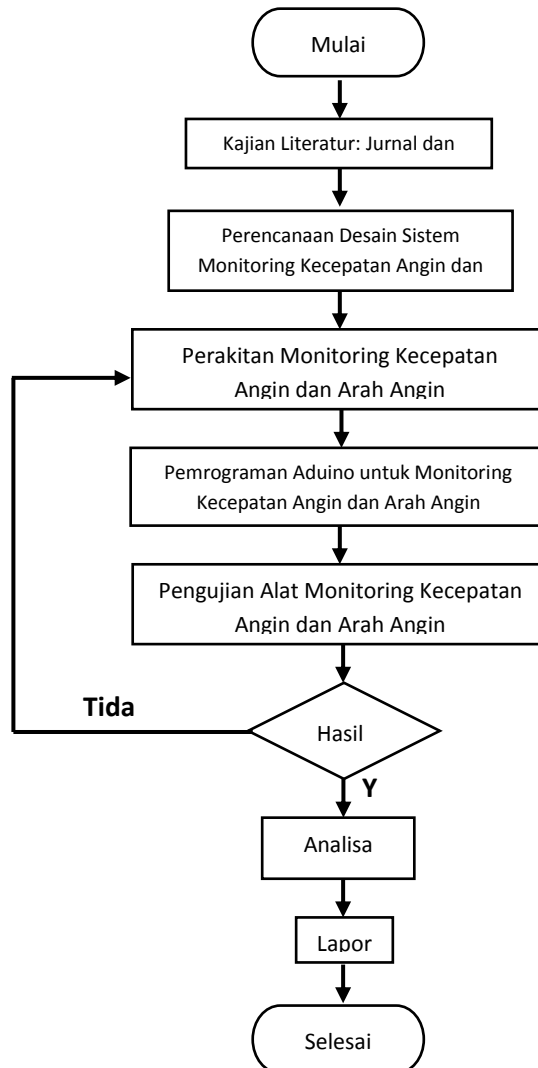 Mulai
Kajian Literatur: Jurnal dan
Perencanaan Desain Sistem
Monitoring Kecepatan Angin dan
Perakitan Monitoring Kecepatan
Angin dan Arah Angin
Pemrograman Aduino untuk Monitoring
Kecepatan Angin dan Arah Angin
Pengujian Alat Monitoring Kecepatan
Angin dan Arah Angin
Tida
Hasil
Y
Analisa
Lapor
Selesai